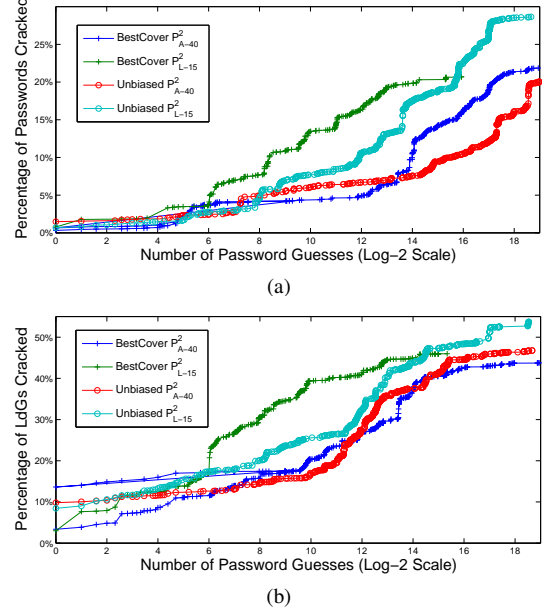 Percentage of Passwords Cracked
25%
20%
15%
10%
5%
0%
BestCover P²A-40
BestCover P²L-15
Unbiased P²A-40
Unbiased P²L-15
0 2 4 6 8 10 12 14 16 18
Number of Password Guesses (Log-2 Scale)
(a)
Percentage of LdGs Cracked
50%
40%
30%
20%
10%
0%
BestCover P²A-40
BestCover P²L-15
Unbiased P²A-40
Unbiased P²L-15
0 2 4 6 8 10 12 14 16 18
Number of Password Guesses (Log-2 Scale)
(b)